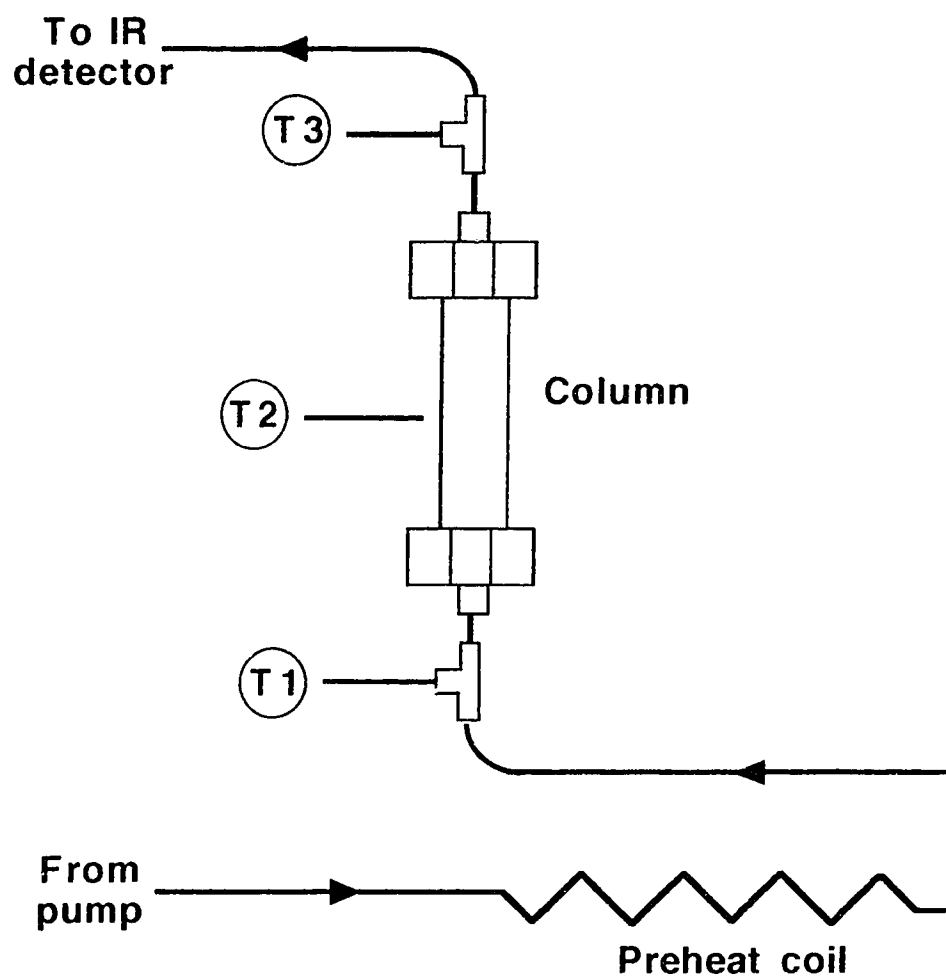 To IR
detector
T3
T2
Column
T1
From
pump
Preheat coil